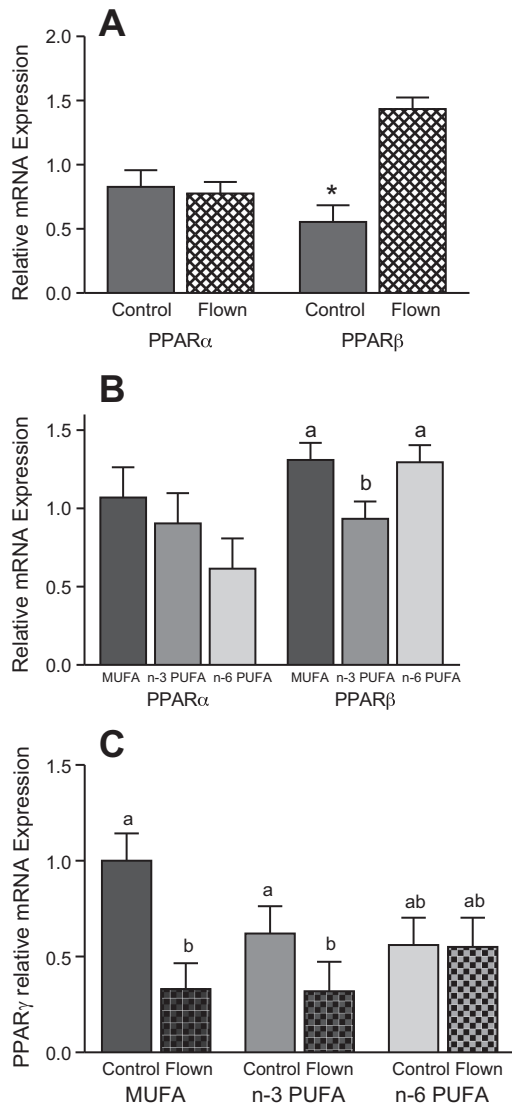 A
Relative mRNA Expression
2.0
1.5
1.0
0.5
0.0
*
Control Flown Control Flown
PPARα PPARβ
B
Relative mRNA Expression
1.5
1.0
0.5
0.0
a b a
MUFA n-3 PUFA n-6 PUFA MUFA n-3 PUFA n-6 PUFA
PPARα PPARβ
C
PPARγ relative mRNA Expression
1.5
1.0
0.5
0.0
a b a b ab ab
Control Flown Control Flown Control Flown
MUFA n-3 PUFA n-6 PUFA